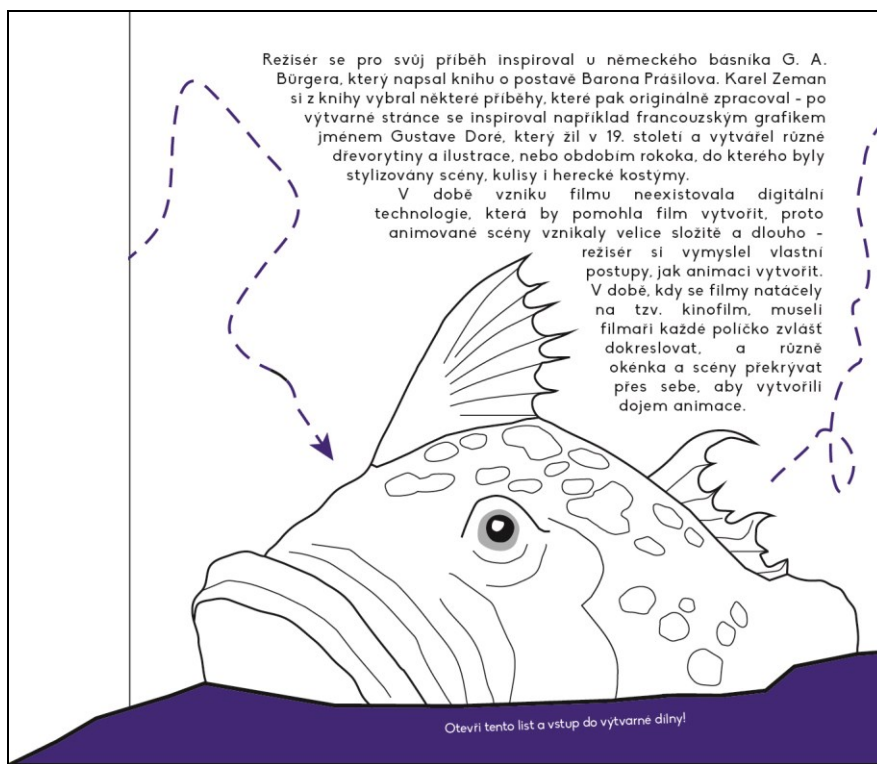 Režisér se pro svůj příběh inspiroval u německého básníka G. A.
Bürgera, který napsal knihu o postavě Barona Prášilova. Karel Zeman
si z knihy vybral některé příběhy, které pak originálně zpracoval - po
výtvarné stránce se inspiroval například francouzským grafikem
jménem Gustave Doré, který žil v 19. století a vytvářel různé
dřevorytiny a ilustrace, nebo obdobím rokoka, do kterého byly
stylizovány scény, kulisy i herecké kostýmy.
V době vzniku filmu neexistovala digitální
technologie, která by pomohla film vytvořit, proto
animované scény vznikaly velice složitě a dlouho -
režisér si vymyslel vlastní
postupy, jak animaci vytvořit.
V době, kdy se filmy natáčely
na tzv. kinofilm, museli
filmaři každé políčko zvlášť
dokreslovat, a různě
okénka a scény překrývat
přes sebe, aby vytvořili
dojem animace.
Otevři tento list a vstup do výtvarné dílny!